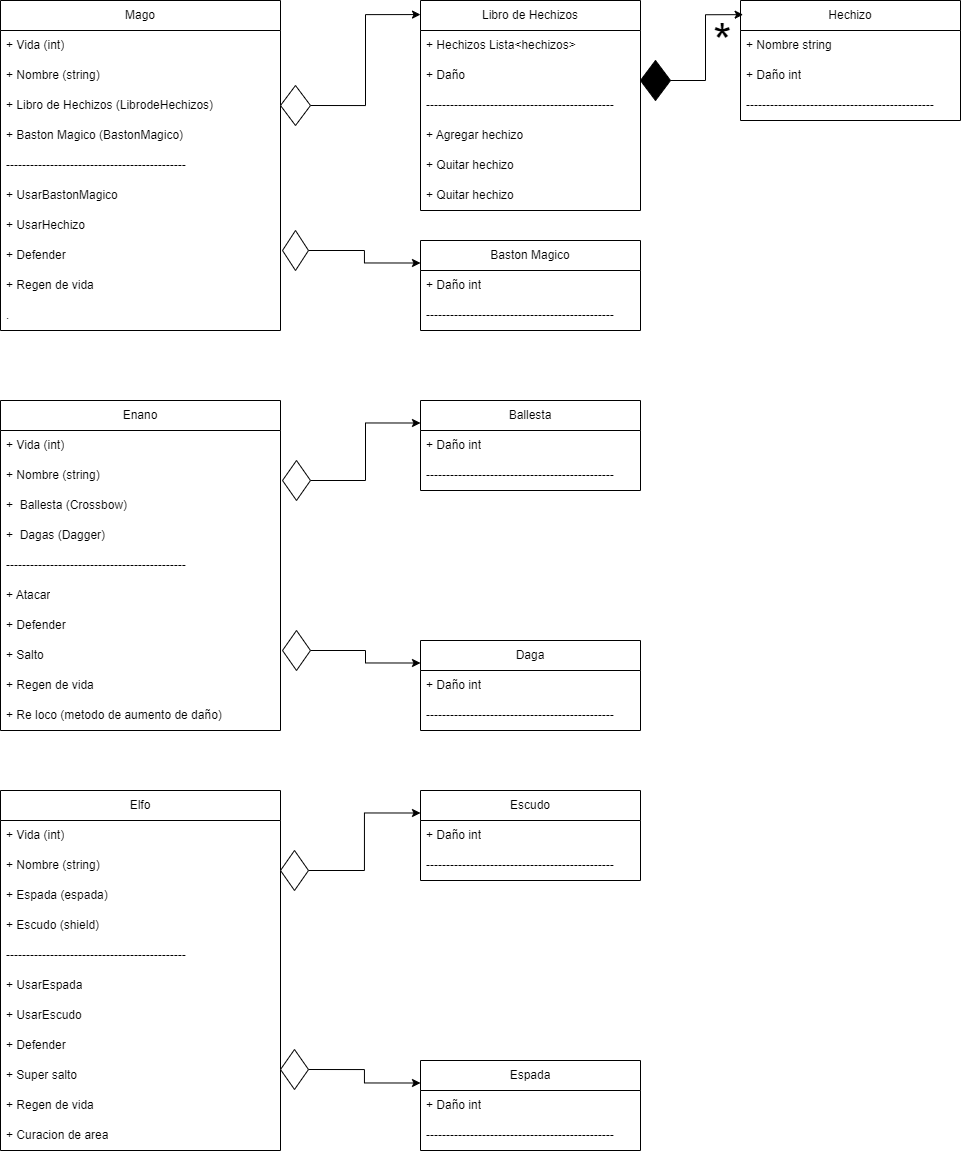 Mago
+ Vida (int)
+ Nombre (string)
+ Libro de Hechizos (LibrodeHechizos)
+ Baston Magico (BastonMagico)
---------------------------------------------
+ UsarBastonMagico
+ UsarHechizo
+ Defender
+ Regen de vida
.
Libro de Hechizos
+ Hechizos Lista<hechizos>
+ Daño
-----------------------------------------------
+ Agregar hechizo
+ Quitar hechizo
+ Quitar hechizo
*
Hechizo
+ Nombre string
+ Daño int
-----------------------------------------------
Baston Magico
+ Daño int
-----------------------------------------------
Enano
+ Vida (int)
+ Nombre (string)
+ Ballesta (Crossbow)
+ Dagas (Dagger)
---------------------------------------------
+ Atacar
+ Defender
+ Salto
+ Regen de vida
+ Re loco (metodo de aumento de daño)
Ballesta
+ Daño int
-----------------------------------------------
Daga
+ Daño int
-----------------------------------------------
Elfo
+ Vida (int)
+ Nombre (string)
+ Espada (espada)
+ Escudo (shield)
---------------------------------------------
+ UsarEspada
+ UsarEscudo
+ Defender
+ Super salto
+ Regen de vida
+ Curacion de area
Escudo
+ Daño int
-----------------------------------------------
Espada
+ Daño int
-----------------------------------------------